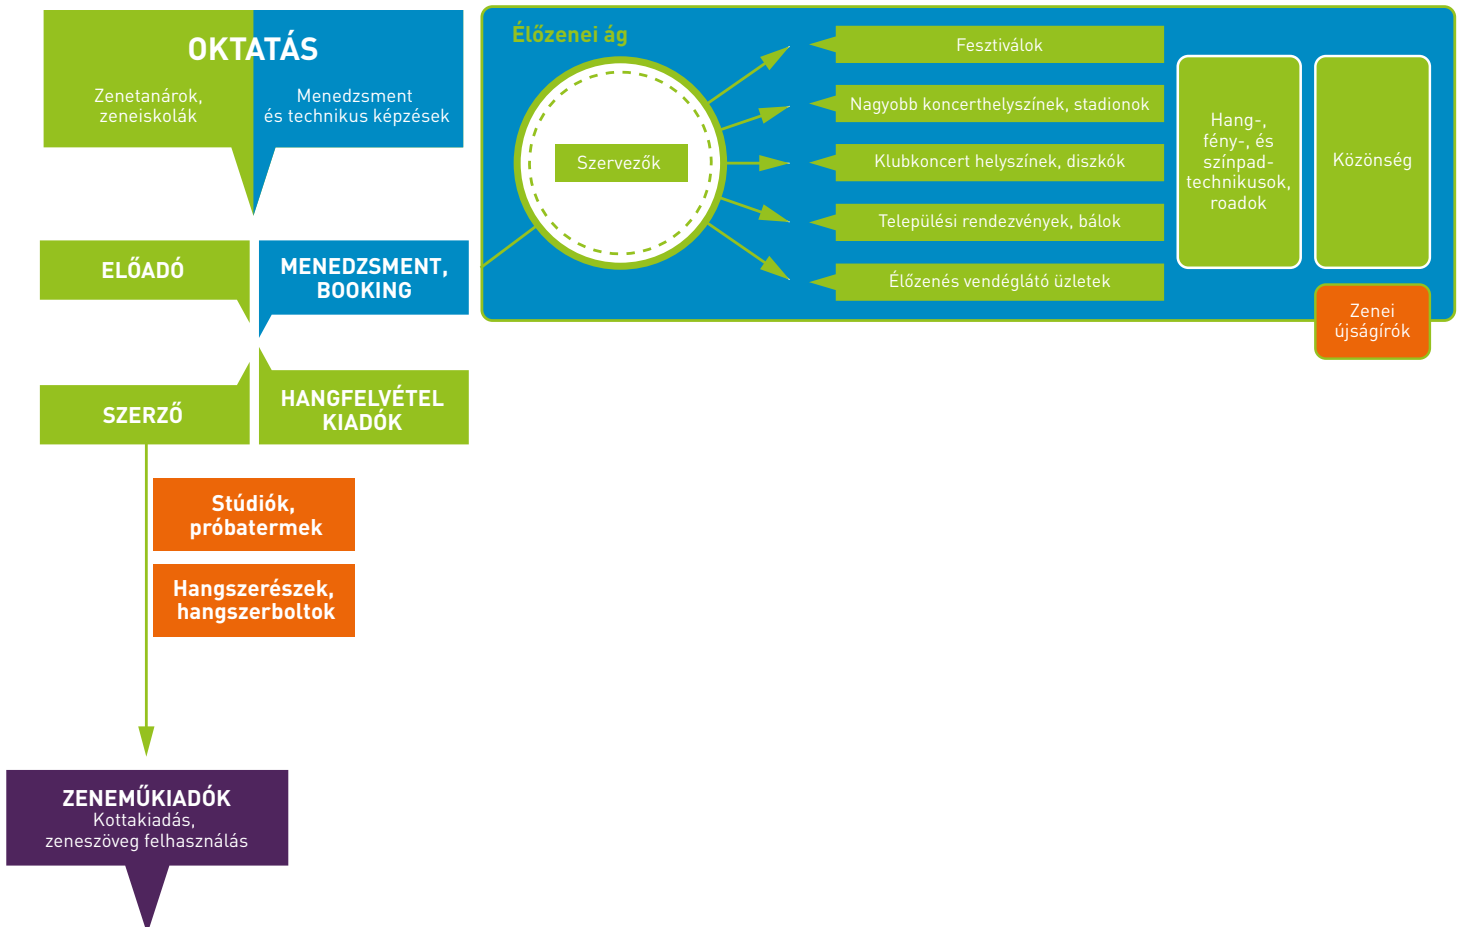 OKTATÁS
Zenetanárok,
zeneiskolák
Menedzsment
és technikus képzések
ELŐADÓ
MENEDZSMENT,
BOOKING
SZERZŐ
HANGFELVÉTEL
KIADÓK
Stúdiók,
próbatermek
Hangszerészek,
hangszerboltok
ZENEMŰKIADÓK
Kottakiadás,
zeneszöveg felhasználás
Élőzenei ág
Szervezők
Fesztiválok
Nagyobb koncerthelyszínek, stadionok
Klubkoncert helyszínek, diszkók
Települési rendezvények, bálok
Élőzenés vendéglátó üzletek
Hang-,
fény-, és
színpad-
technikusok,
roadok
Közönség
Zenei
újságírók